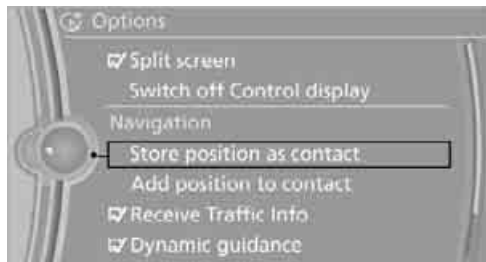 Options
Split screen
Switch off Control display
Navigation
Store position as contact
Add position to contact
Receive Traffic Info
Dynamic guidance